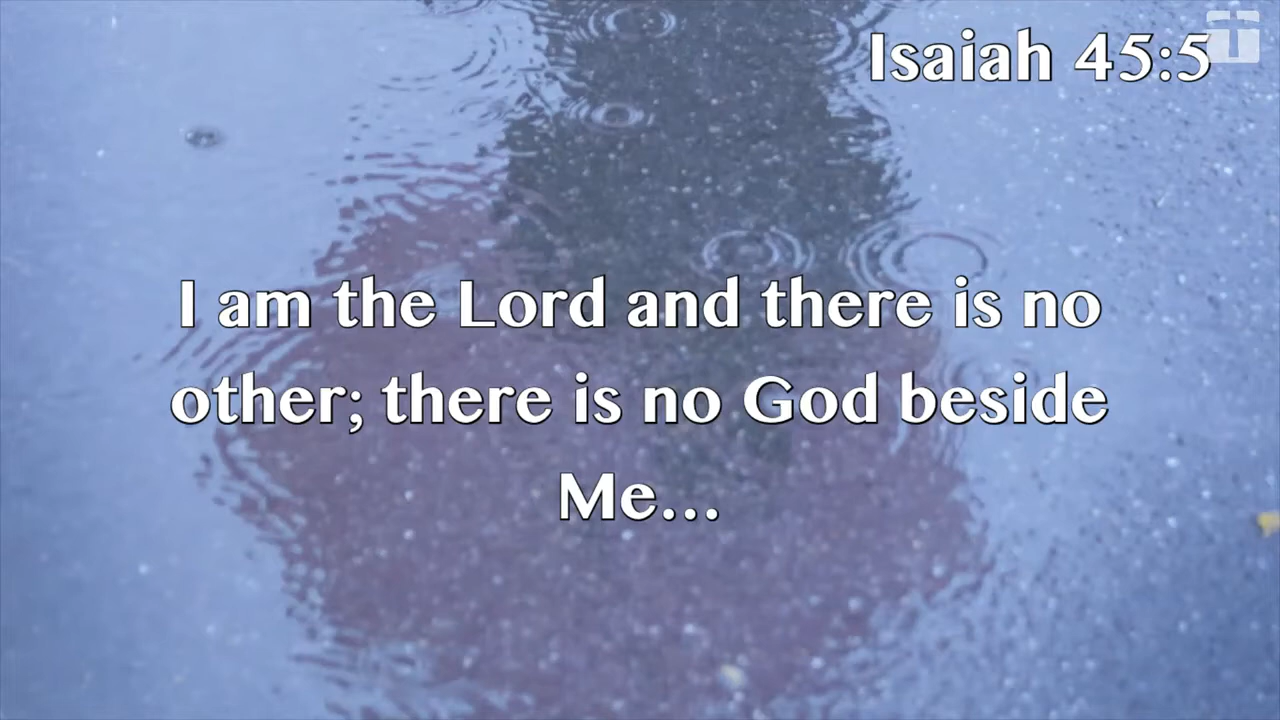 Isaiah 45:5
I am the Lord and there is no
other; there is no God beside
Me...